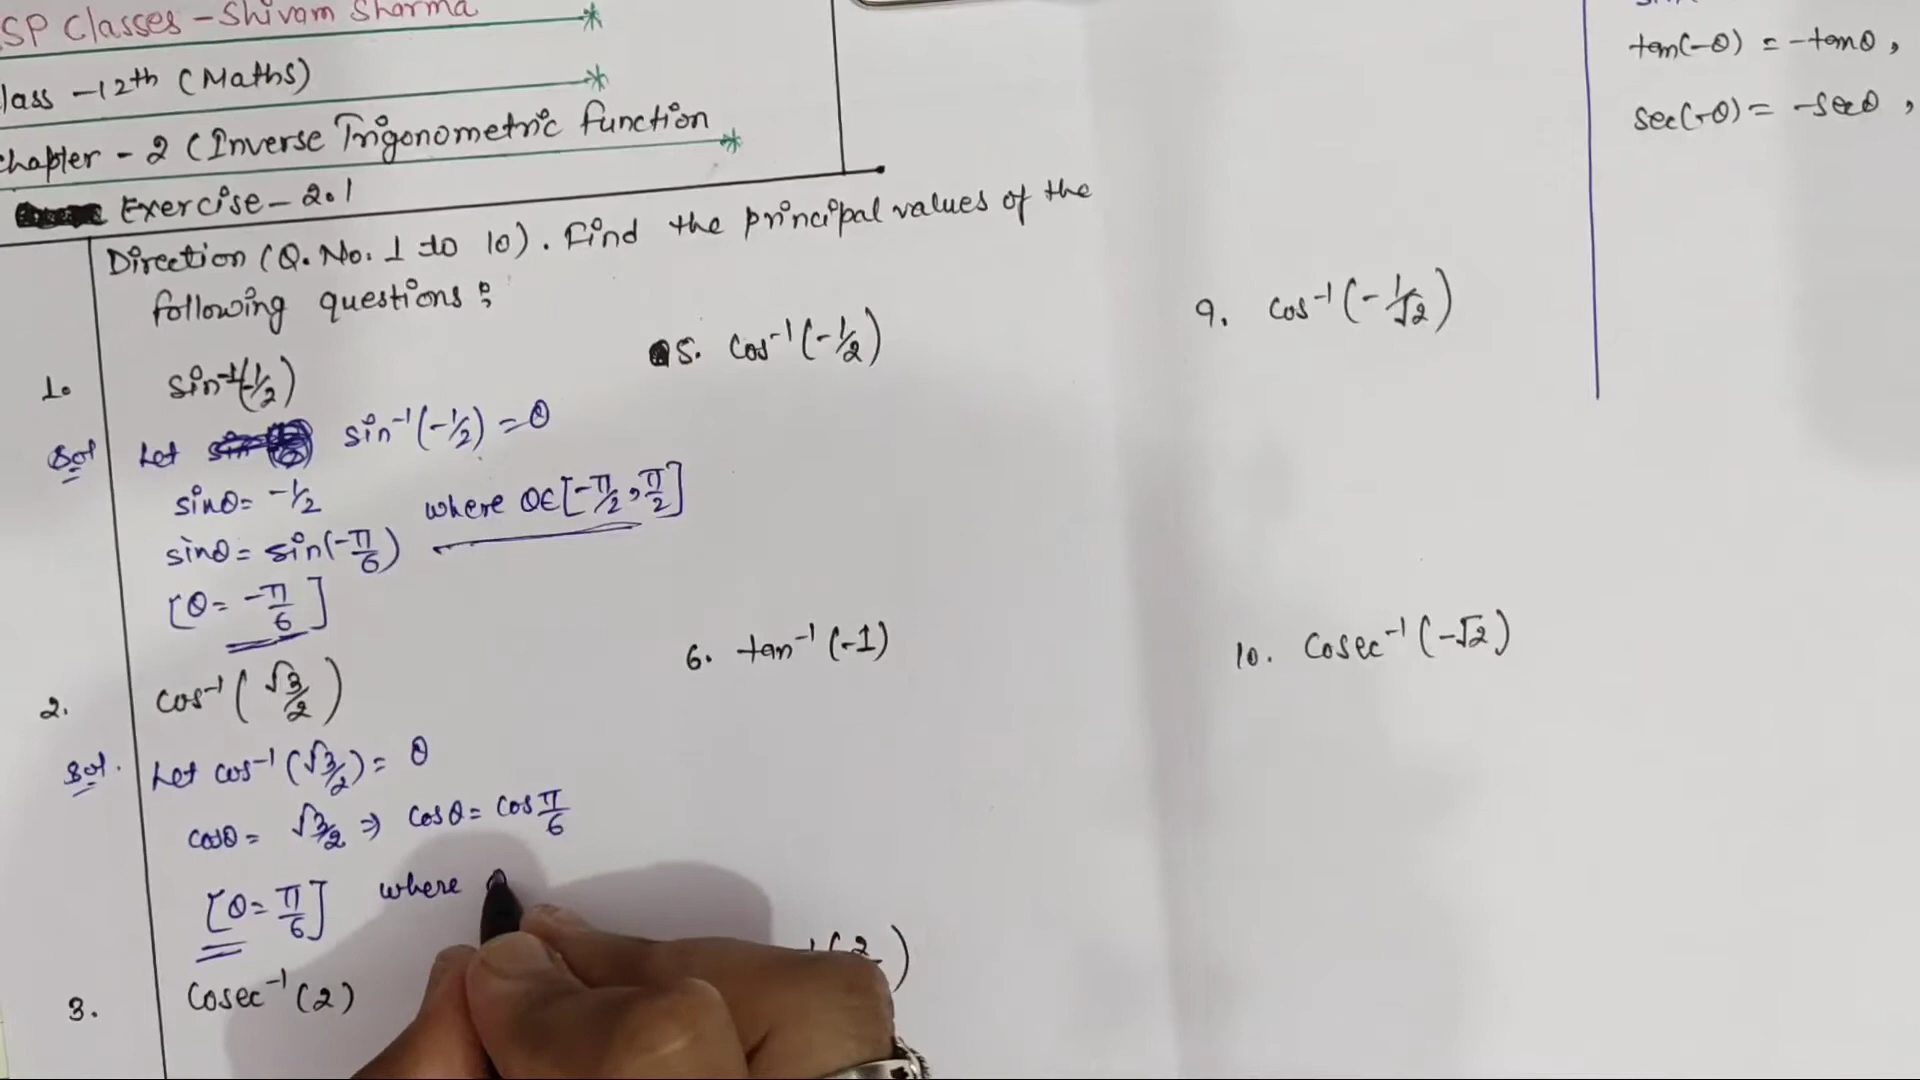 SP Classes - Shivam Sharma
lass - 12th (Maths)
Chapter - 2 (Inverse Trigonometric function
Exercise - 2.1
Direction (Q. No. 1 to 10). Find the principal values of the
following questions :
1. sin⁻¹(-1/2)
Sol Let sin⁻¹(-1/2) = θ
sinθ = -1/2 where θ∈[-π/2, π/2]
sinθ = sin(-π/6)
[θ = -π/6]
2. cos⁻¹(√3/2)
Sol. Let cos⁻¹(√3/2) = θ
cosθ = √3/2 ⇒ cosθ = cos π/6
[θ = π/6] where
3. Cosec⁻¹(2)
5. Cos⁻¹(-1/2)
6. tan⁻¹(-1)
9. cos⁻¹(-1/√2)
10. Cosec⁻¹(-√2)
tan(-θ) = -tanθ,
sec(-θ) = -secθ,